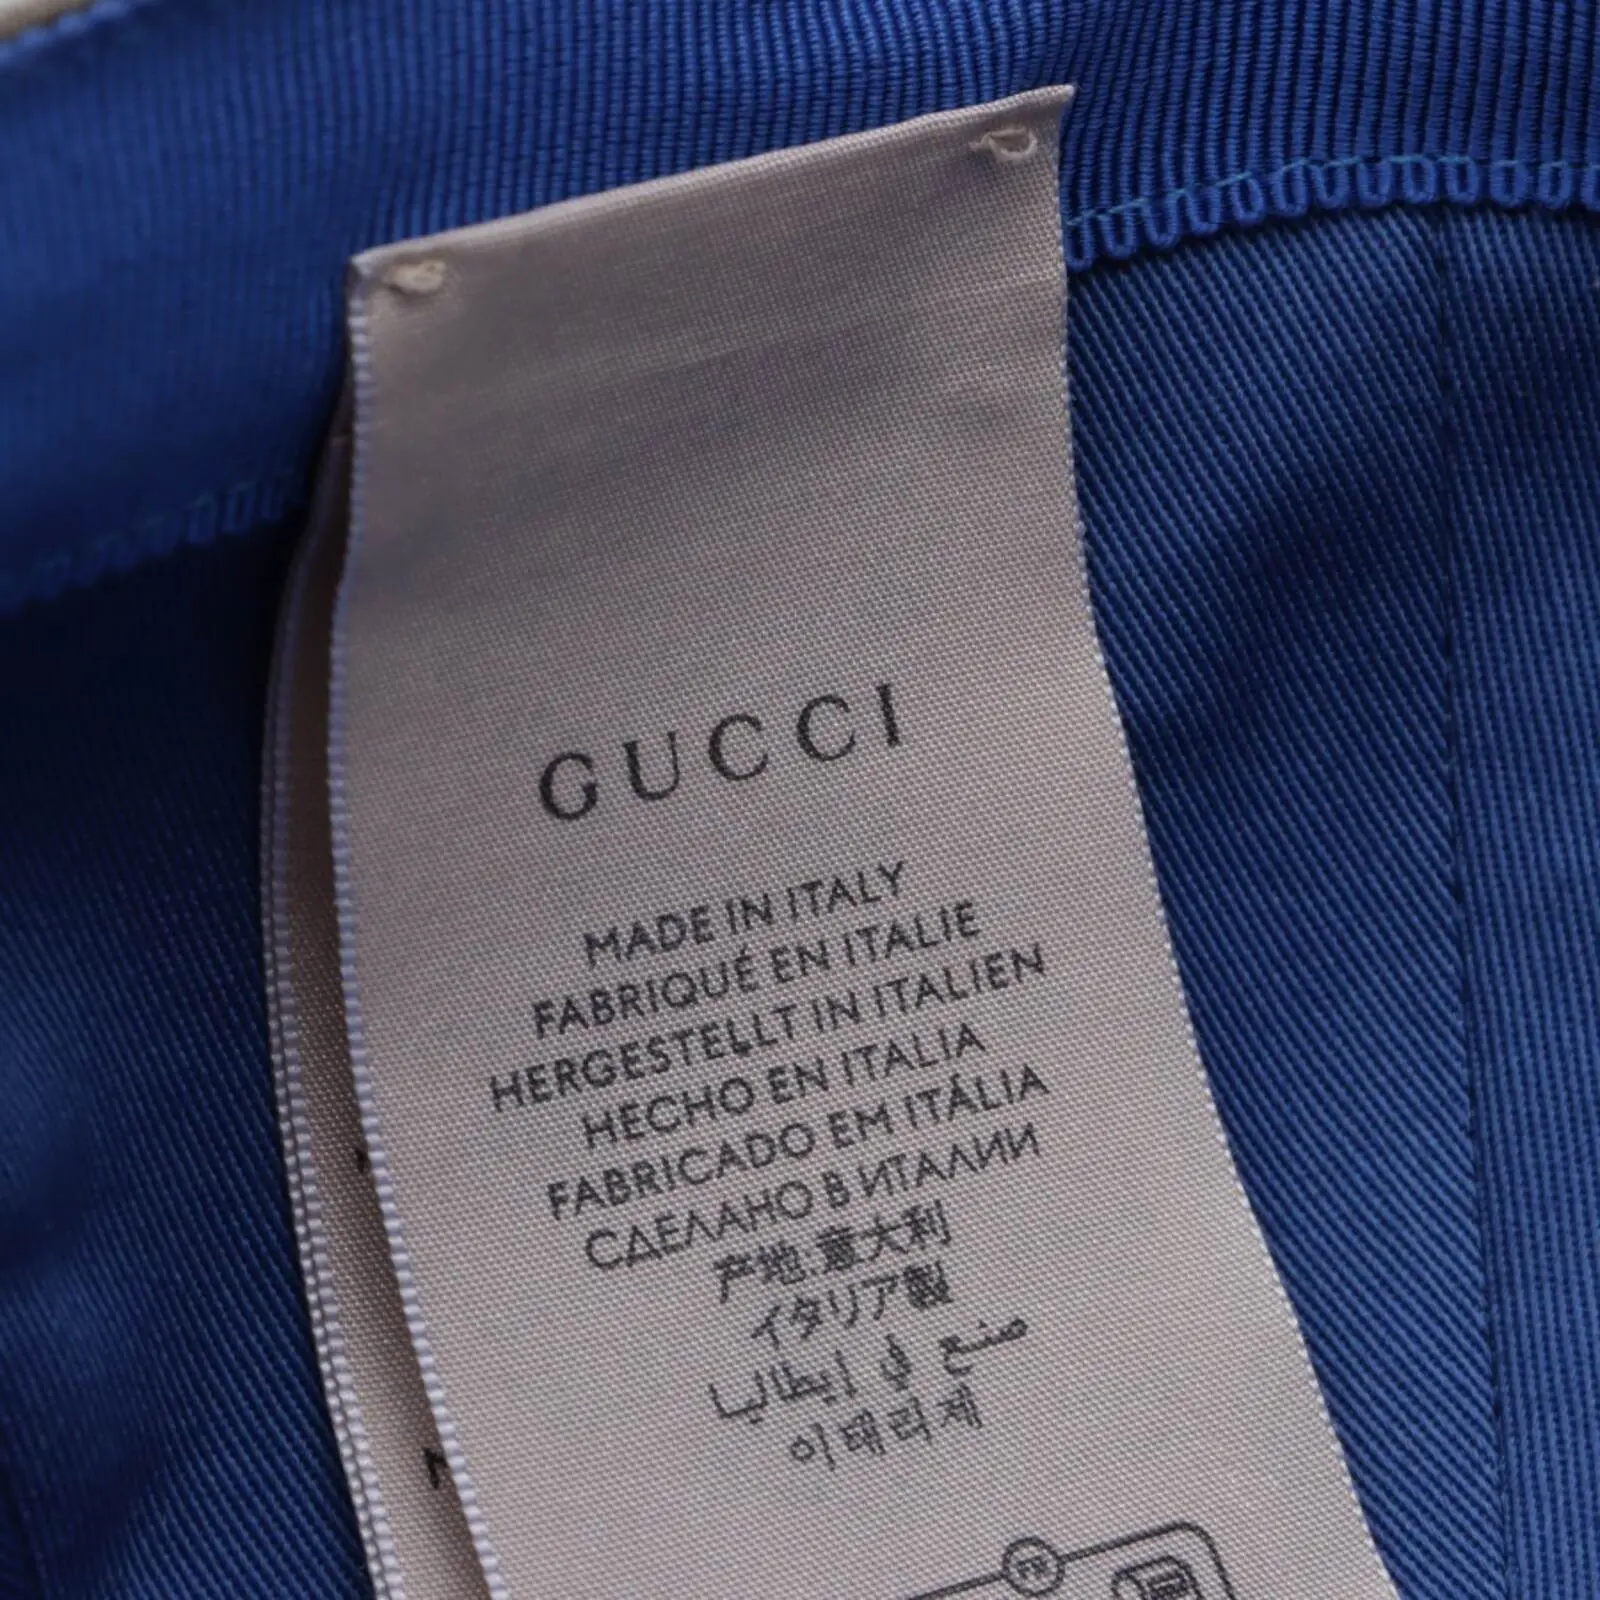 GUCCI
MADE IN ITALY
FABRIQUÉ EN ITALIE
HERGESTELLT IN ITALIEN
HECHO EN ITALIA
FABRICADO EM ITÁLIA
СДЕЛАНО В ИТАЛИИ
产地:意大利
イタリア製
صنع في إيطاليا
이태리제
FR